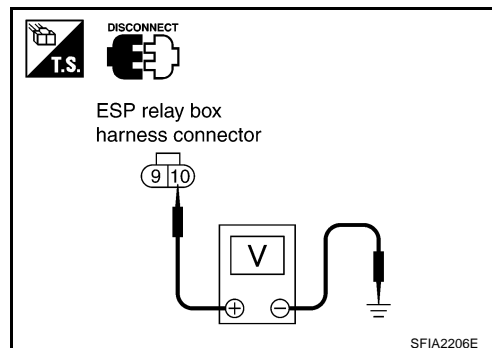 DISCONNECT
T.S.
ESP relay box
harness connector
9 10
V
+ −
SFIA2206E